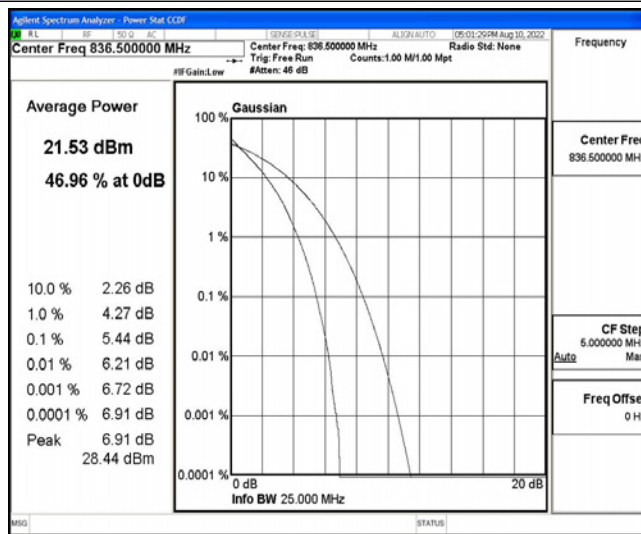 Agilent Spectrum Analyzer - Power Stat CCDF
RL RF 50 Ω AC SENSE:PULSE ALIGN AUTO 05:01:29 PM Aug 10, 2022
Center Freq 836.500000 MHz
Center Freq: 836.500000 MHz Radio Std: None
Trig: Free Run Counts:1.00 M/1.00 Mpt
#IFGain:Low #Atten: 46 dB
Frequency
Average Power
21.53 dBm
46.96 % at 0dB
10.0 % 2.26 dB
1.0 % 4.27 dB
0.1 % 5.44 dB
0.01 % 6.21 dB
0.001 % 6.72 dB
0.0001 % 6.91 dB
Peak 6.91 dB
28.44 dBm
Gaussian
100 %
10 %
1 %
0.1 %
0.01 %
0.001 %
0.0001 %
0 dB 20 dB
Info BW 25.000 MHz
Center Freq
836.500000 MHz
CF Step
5.000000 MH
Auto Man
Freq Offse
0 H
MSG STATUS